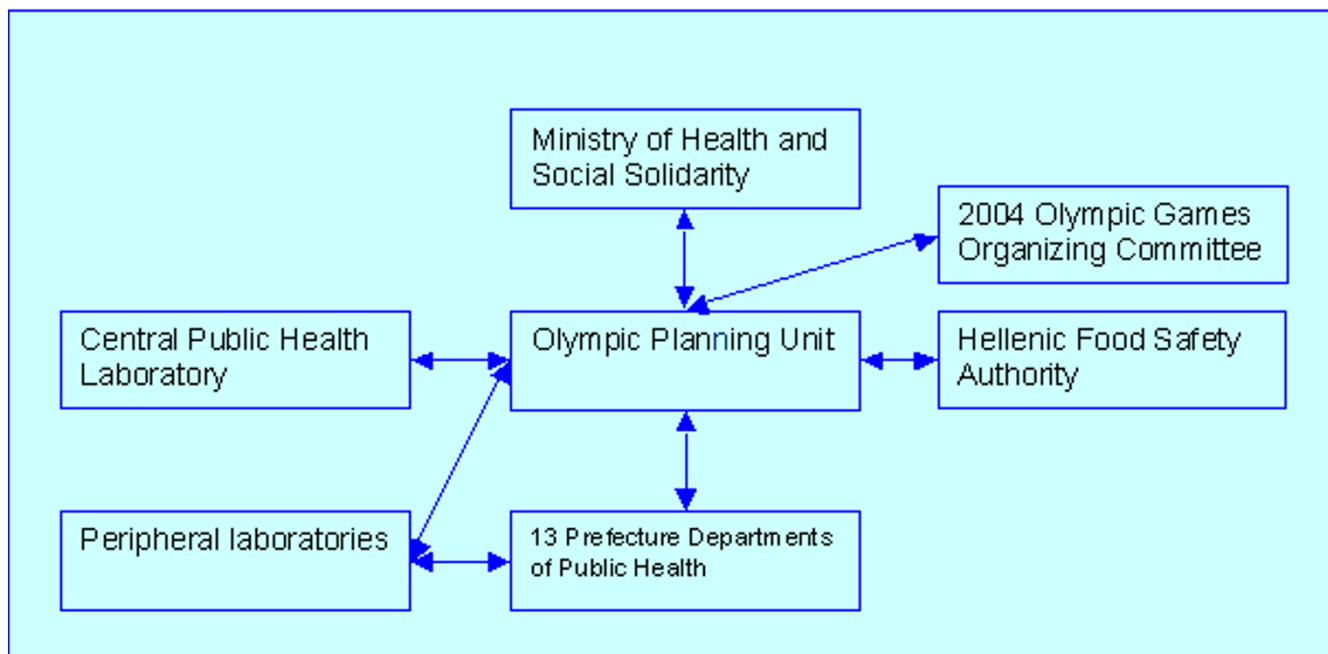 Ministry of Health and
Social Solidarity
2004 Olympic Games
Organizing Committee
Central Public Health
Laboratory
Olympic Planning Unit
Hellenic Food Safety
Authority
Peripheral laboratories
13 Prefecture Departments
of Public Health